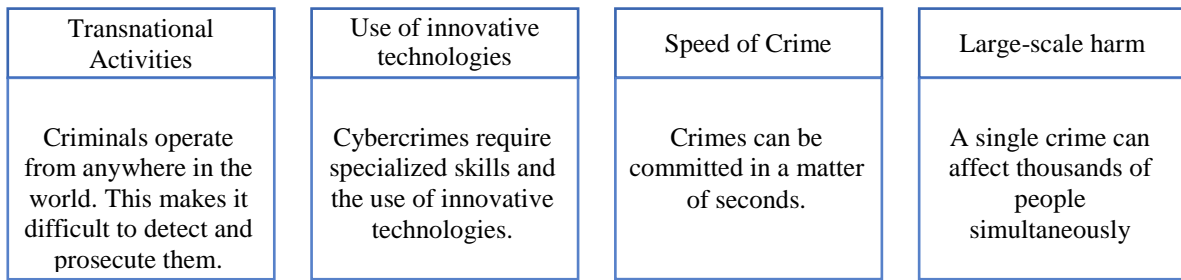 Transnational
Activities
Criminals operate
from anywhere in the
world. This makes it
difficult to detect and
prosecute them.
Use of innovative
technologies
Cybercrimes require
specialized skills and
the use of innovative
technologies.
Speed of Crime
Crimes can be
committed in a matter
of seconds.
Large-scale harm
A single crime can
affect thousands of
people
simultaneously